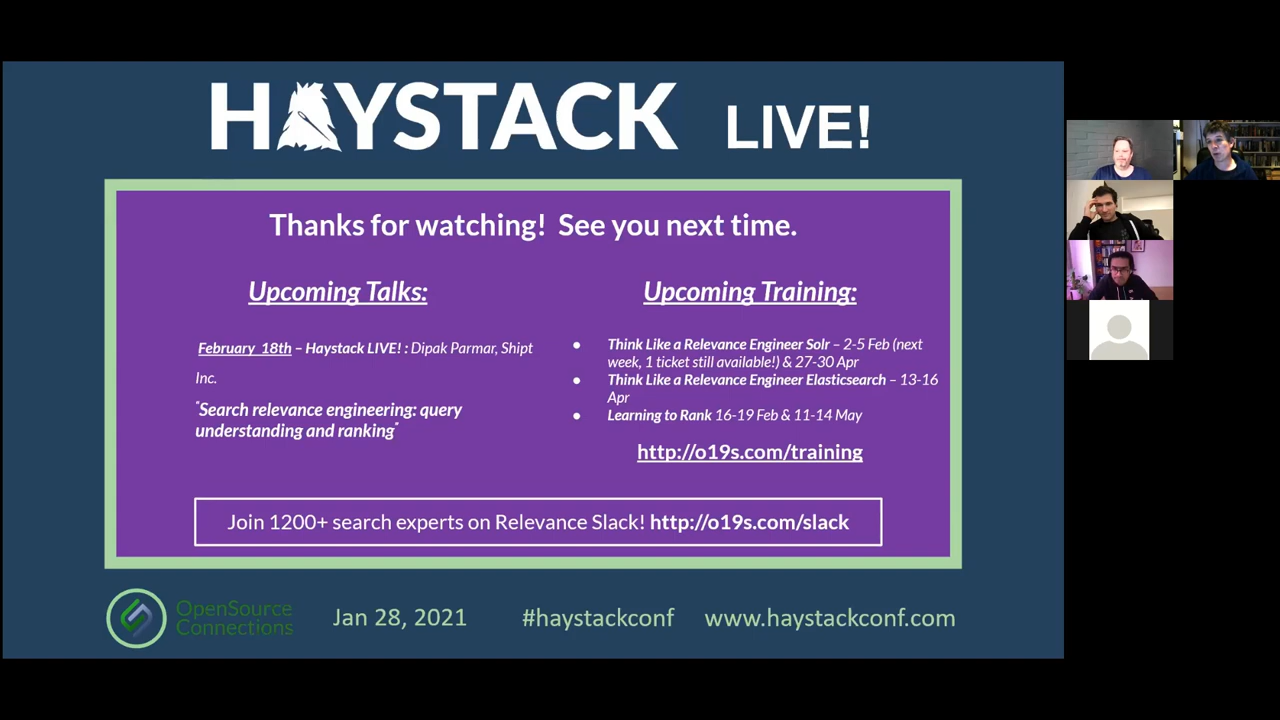 HAYSTACK LIVE!
Thanks for watching! See you next time.
Upcoming Talks:
February 18th – Haystack LIVE! : Dipak Parmar, Shipt
Inc.
"Search relevance engineering: query
understanding and ranking"
Upcoming Training:
● Think Like a Relevance Engineer Solr – 2-5 Feb (next
week, 1 ticket still available!) & 27-30 Apr
● Think Like a Relevance Engineer Elasticsearch – 13-16
Apr
● Learning to Rank 16-19 Feb & 11-14 May
http://o19s.com/training
Join 1200+ search experts on Relevance Slack! http://o19s.com/slack
OpenSource
Connections
Jan 28, 2021
#haystackconf
www.haystackconf.com